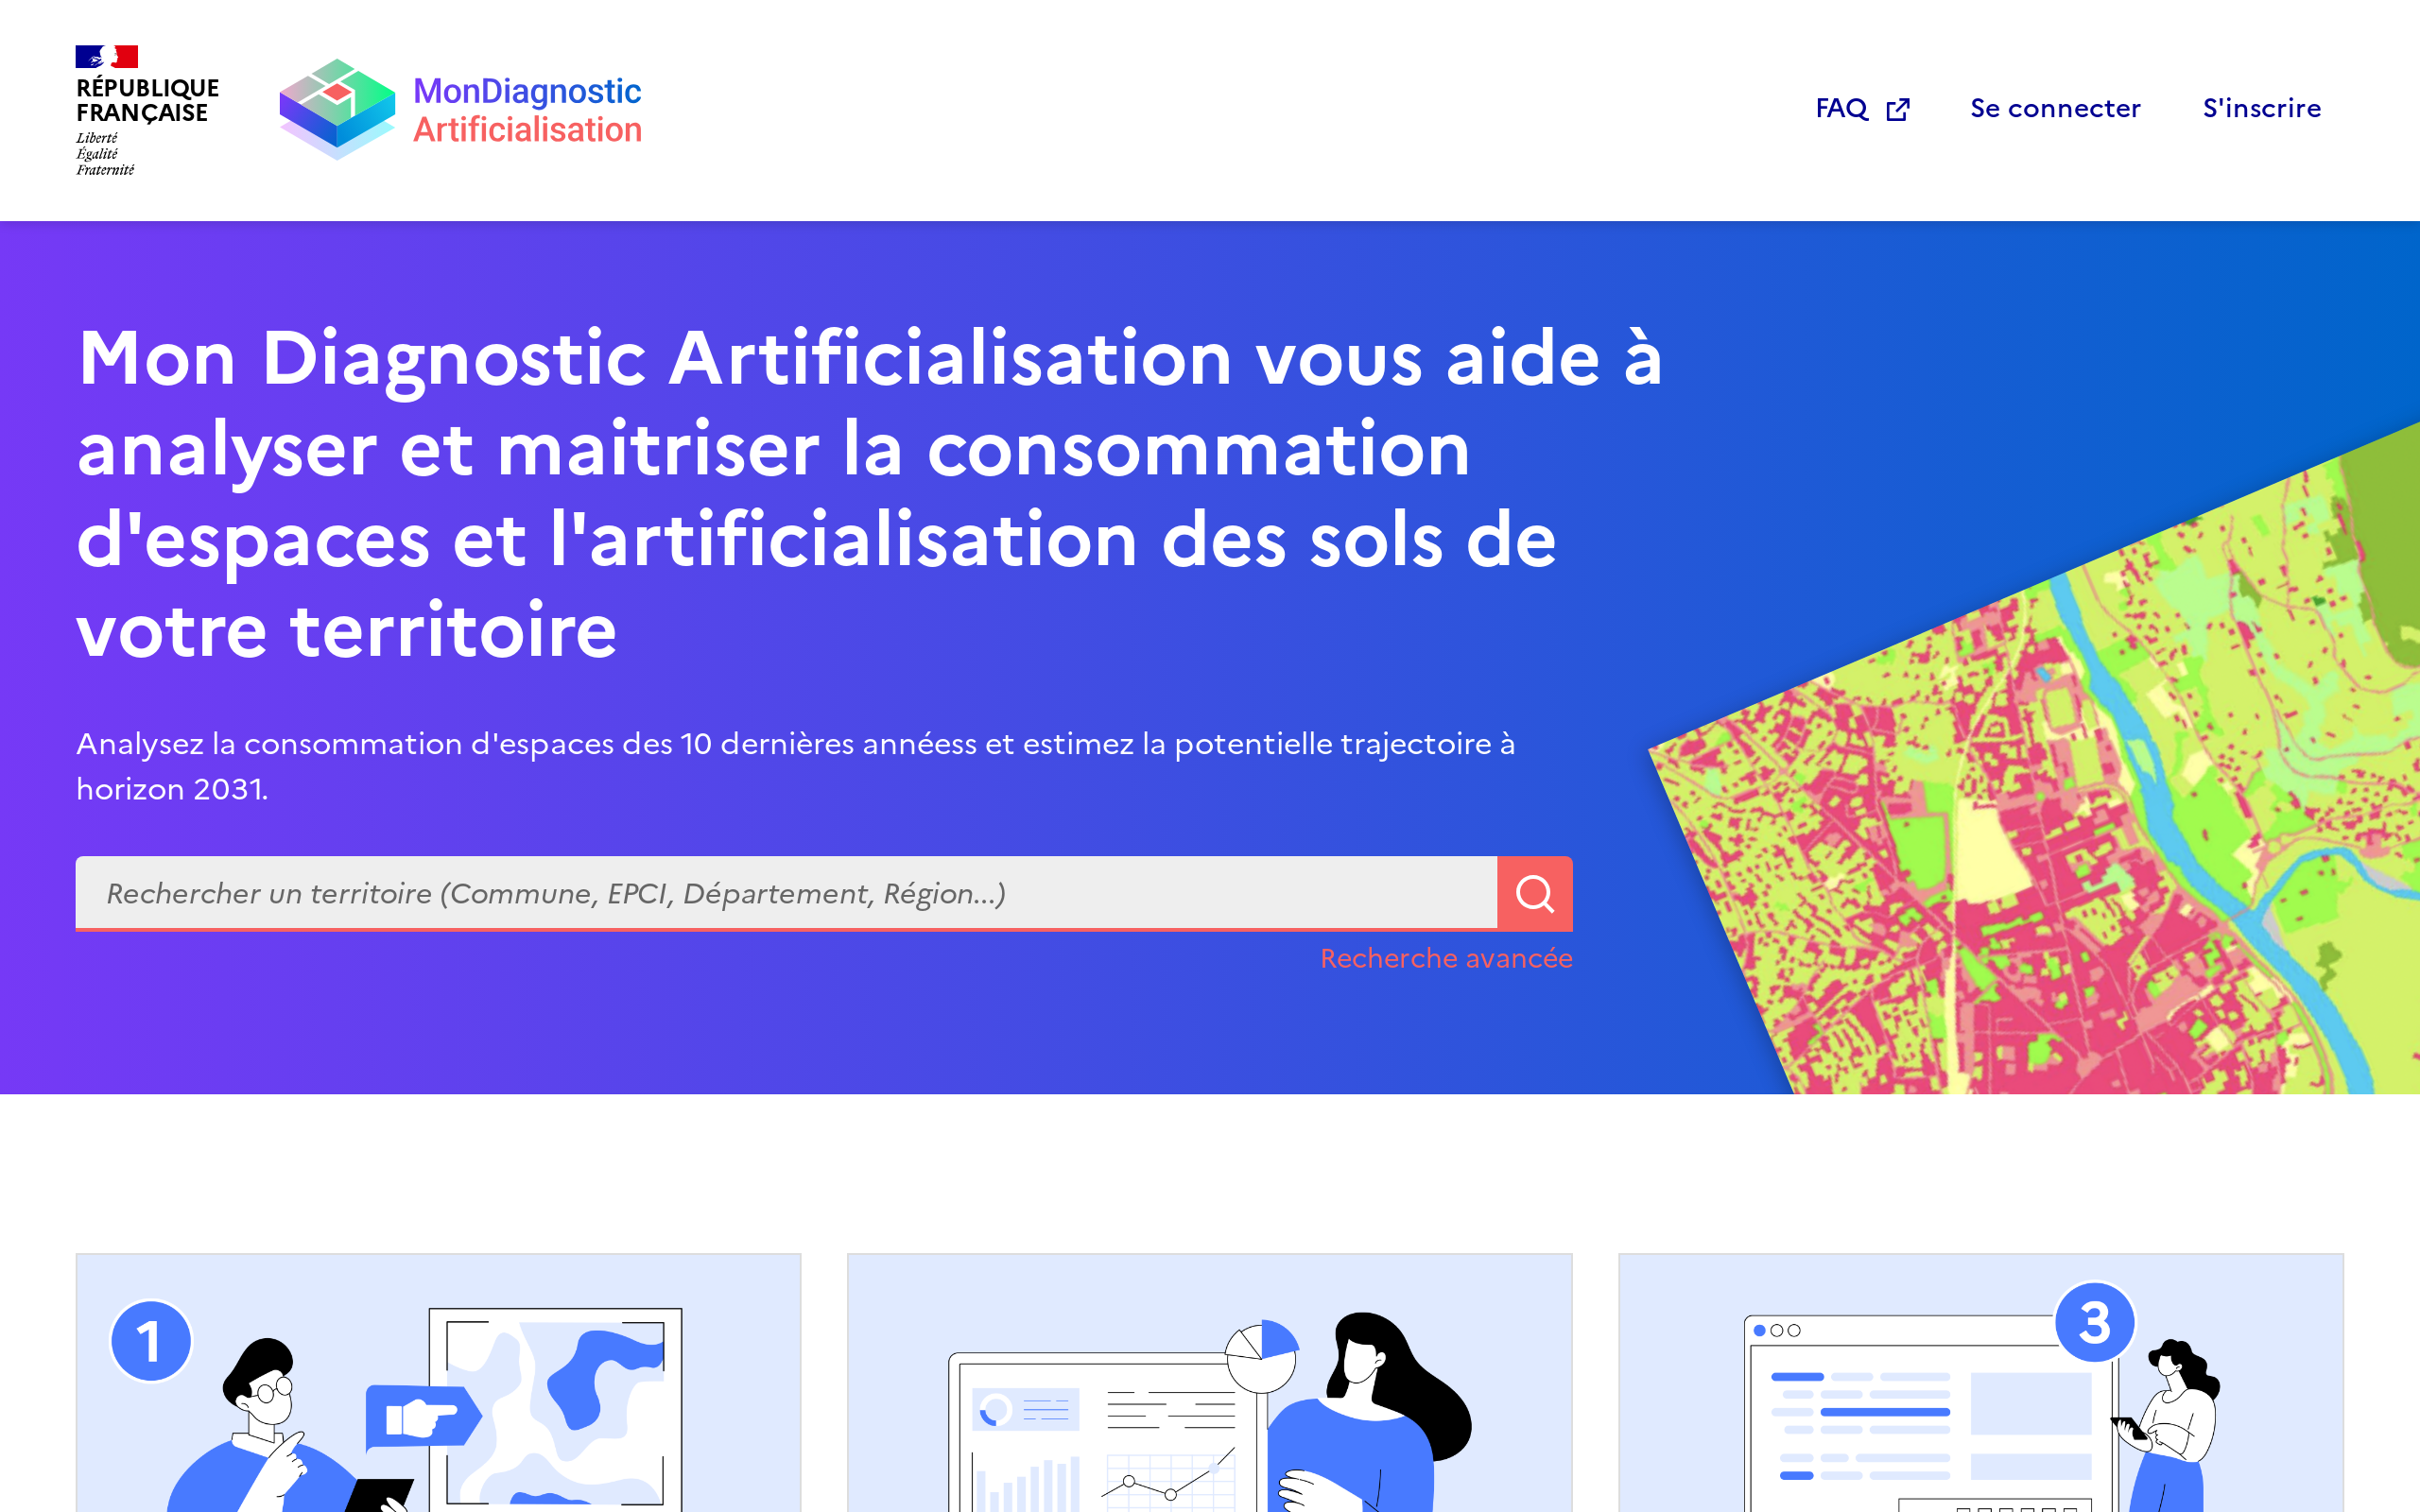 RÉPUBLIQUE
FRANÇAISE
Liberté
Égalité
Fraternité
MonDiagnostic
Artificialisation
FAQ
Se connecter
S'inscrire
Mon Diagnostic Artificialisation vous aide à
analyser et maitriser la consommation
d'espaces et l'artificialisation des sols de
votre territoire
Analysez la consommation d'espaces des 10 dernières annéess et estimez la potentielle trajectoire à
horizon 2031.
Rechercher un territoire (Commune, EPCI, Département, Région...)
Recherche avancée
1
3